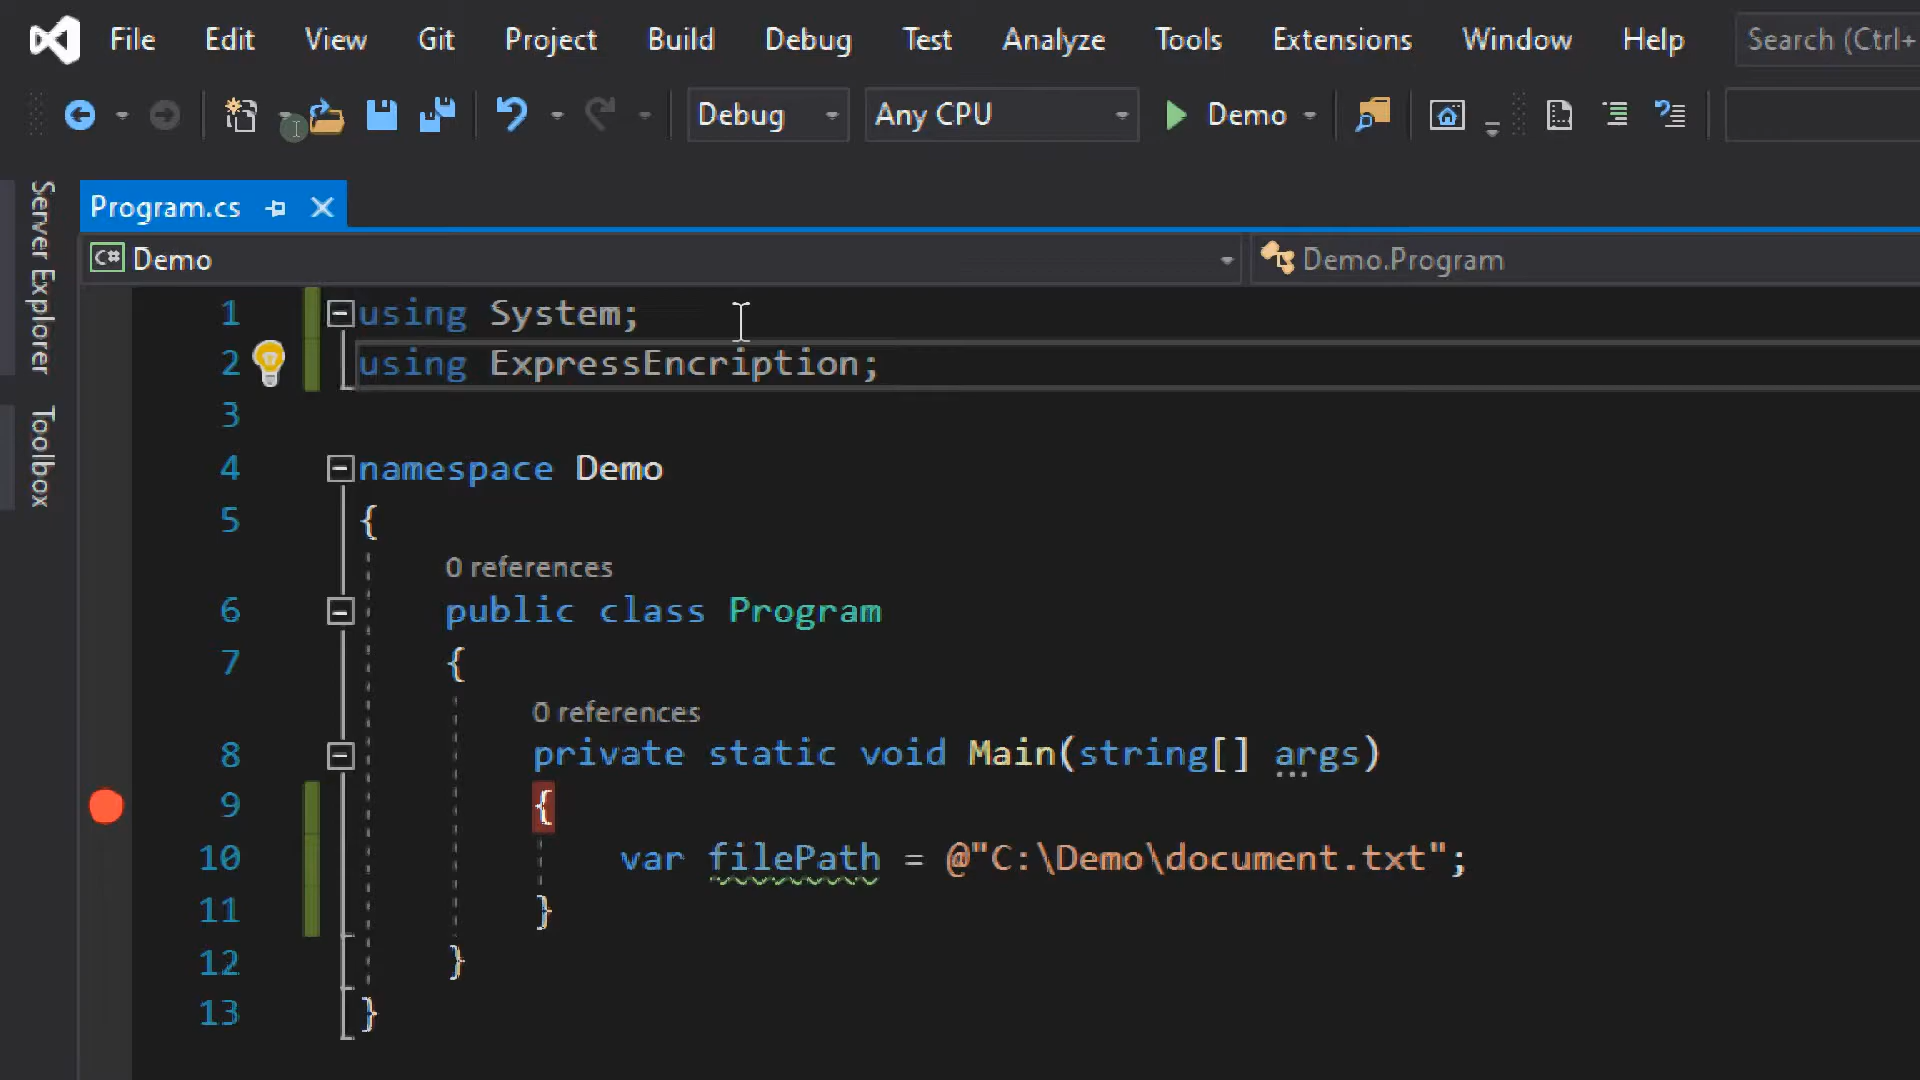 File Edit View Git Project Build Debug Test Analyze Tools Extensions Window Help Search (Ctrl+
Debug Any CPU Demo
Server Explorer
Toolbox
Program.cs
C# Demo Demo.Program
1 using System;
2 using ExpressEncription;
3
4 namespace Demo
5 {
0 references
6 public class Program
7 {
0 references
8 private static void Main(string[] args)
9 {
10 var filePath = @"C:\Demo\document.txt";
11 }
12 }
13 }